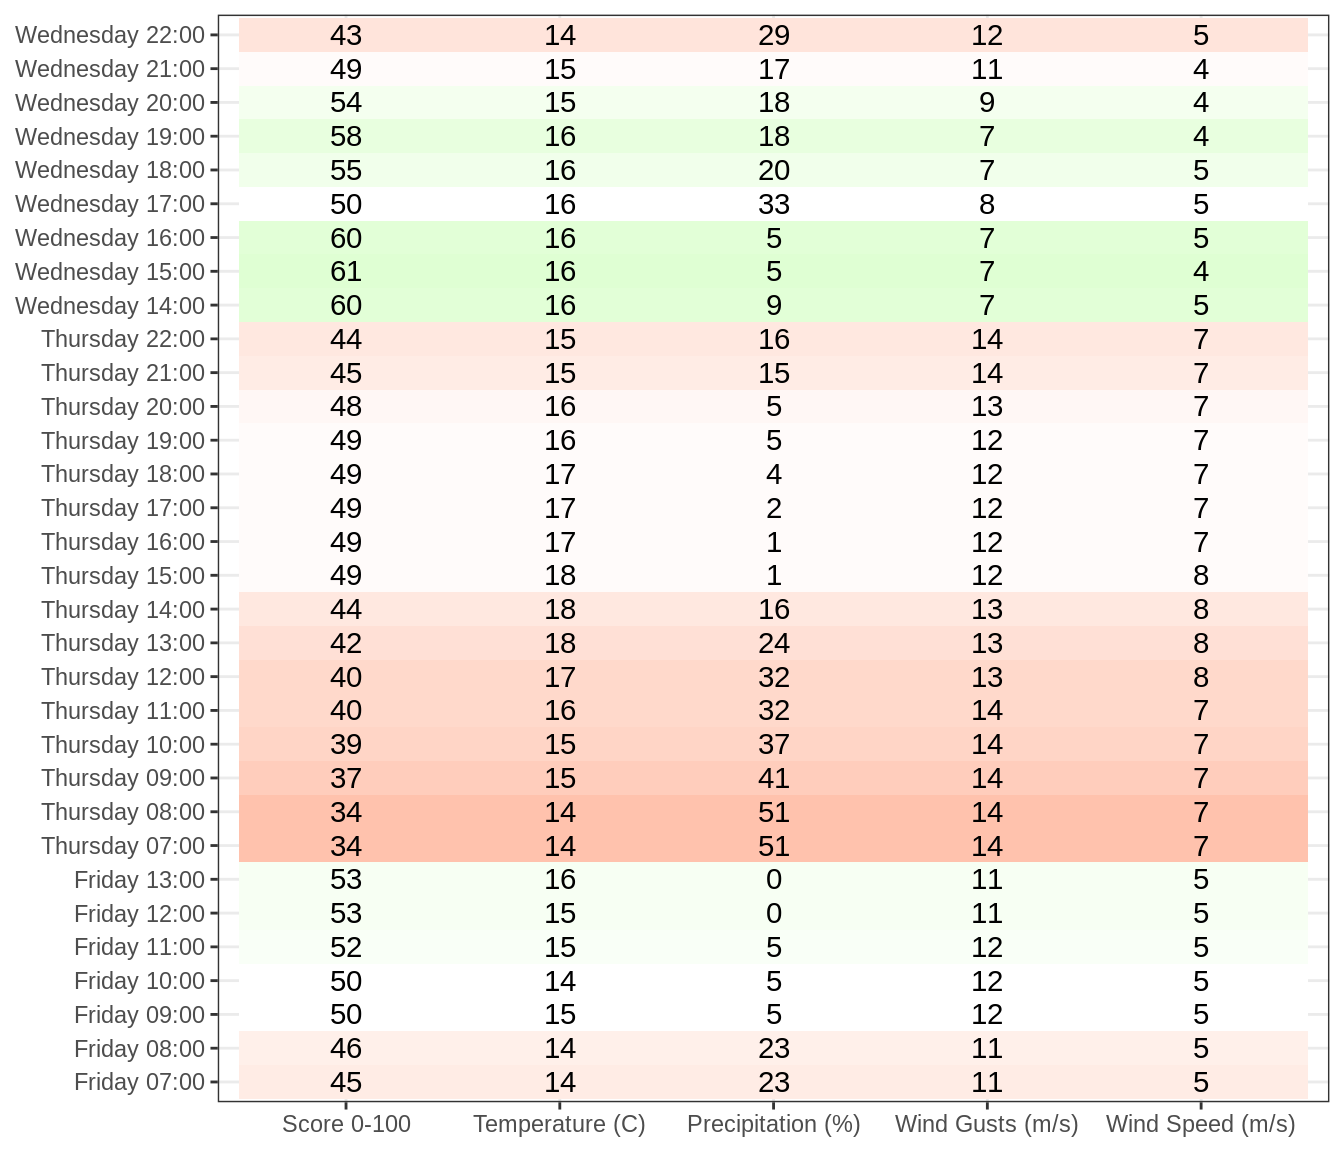 Wednesday 22:00 43 14 29 12 5
Wednesday 21:00 49 15 17 11 4
Wednesday 20:00 54 15 18 9 4
Wednesday 19:00 58 16 18 7 4
Wednesday 18:00 55 16 20 7 5
Wednesday 17:00 50 16 33 8 5
Wednesday 16:00 60 16 5 7 5
Wednesday 15:00 61 16 5 7 4
Wednesday 14:00 60 16 9 7 5
Thursday 22:00 44 15 16 14 7
Thursday 21:00 45 15 15 14 7
Thursday 20:00 48 16 5 13 7
Thursday 19:00 49 16 5 12 7
Thursday 18:00 49 17 4 12 7
Thursday 17:00 49 17 2 12 7
Thursday 16:00 49 17 1 12 7
Thursday 15:00 49 18 1 12 8
Thursday 14:00 44 18 16 13 8
Thursday 13:00 42 18 24 13 8
Thursday 12:00 40 17 32 13 8
Thursday 11:00 40 16 32 14 7
Thursday 10:00 39 15 37 14 7
Thursday 09:00 37 15 41 14 7
Thursday 08:00 34 14 51 14 7
Thursday 07:00 34 14 51 14 7
Friday 13:00 53 16 0 11 5
Friday 12:00 53 15 0 11 5
Friday 11:00 52 15 5 12 5
Friday 10:00 50 14 5 12 5
Friday 09:00 50 15 5 12 5
Friday 08:00 46 14 23 11 5
Friday 07:00 45 14 23 11 5
Score 0-100 Temperature (C) Precipitation (%) Wind Gusts (m/s) Wind Speed (m/s)